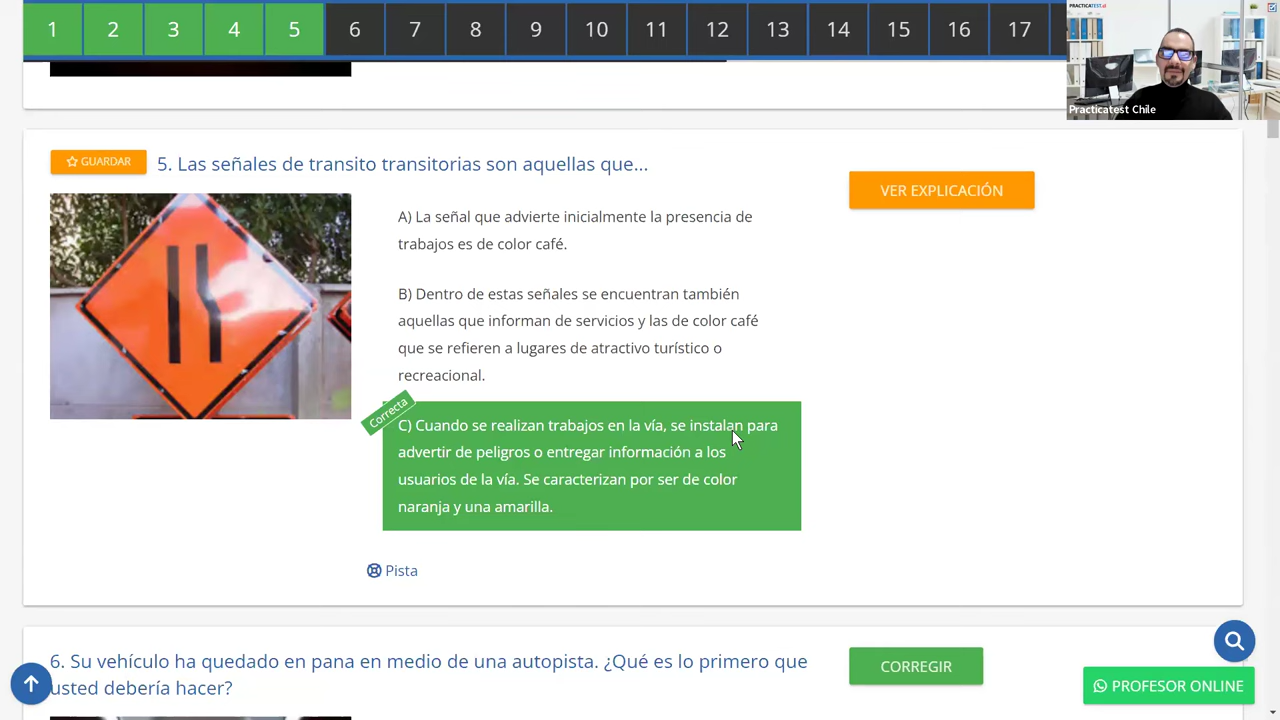 1 2 3 4 5 6 7 8 9 10 11 12 13 14 15 16 17
PRACTICATEST.cl
Practicatest Chile
GUARDAR
5. Las señales de transito transitorias son aquellas que...
VER EXPLICACIÓN
A) La señal que advierte inicialmente la presencia de
trabajos es de color café.
B) Dentro de estas señales se encuentran también
aquellas que informan de servicios y las de color café
que se refieren a lugares de atractivo turístico o
recreacional.
Correcta
C) Cuando se realizan trabajos en la vía, se instalan para
advertir de peligros o entregar información a los
usuarios de la vía. Se caracterizan por ser de color
naranja y una amarilla.
Pista
6. Su vehículo ha quedado en pana en medio de una autopista. ¿Qué es lo primero que
usted debería hacer?
CORREGIR
PROFESOR ONLINE